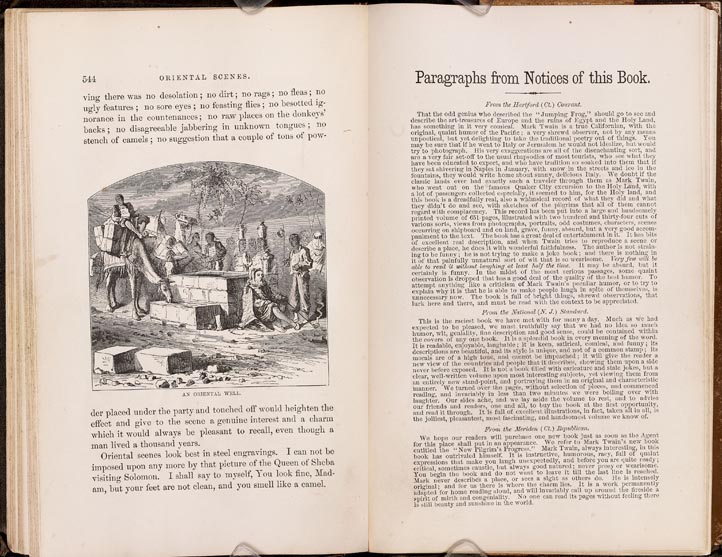 544
ORIENTAL SCENES.
ving there was no desolation; no dirt; no rags; no fleas; no
ugly features; no sore eyes; no feasting flies; no besotted ig-
norance in the countenances; no raw places on the donkeys'
backs; no disagreeable jabbering in unknown tongues; no
stench of camels; no suggestion that a couple of tons of pow-
AN ORIENTAL WELL.
der placed under the party and touched off would heighten the
effect and give to the scene a genuine interest and a charm
which it would always be pleasant to recall, even though a
man lived a thousand years.
Oriental scenes look best in steel engravings. I can not be
imposed upon any more by that picture of the Queen of Sheba
visiting Solomon. I shall say to myself, You look fine, Mad-
am, but your feet are not clean, and you smell like a camel.
Paragraphs from Notices of this Book.
From the Hartford (Ct.) Courant.
That the odd genius who described the "Jumping Frog," should go to see and
describe the art-treasures of Europe and the ruins of Egypt and the Holy Land,
has something in it very comical. Mark Twain is a true Californian, with the
original, quaint humor of the Pacific; a very shrewd observer, not by any means
unpoetical, but yet delighting to take the traditional poetry out of things. You
may be sure that if he went to Italy or Jerusalem he would not idealize, but would
try to photograph. His very exaggerations are all of the disenchanting sort, and
are a very fair set-off to the usual rhapsodies of most tourists, who see what they
have been educated to expect, and who have tradition so soaked into them that if
they sat shivering in Naples in January, with snow in the streets and ice in the
fountains, they would write home about sunny, delicious Italy. We doubt if the
classic lands ever had exactly such a traveler through them as Mark Twain,
who went out on the famous Quaker City excursion to the Holy Land, with
a lot of passengers collected especially, it seemed to him, for the Holy land, and
this book is a dreadfully real, also a whimsical record of what they did and what
they didn't do and see, with sketches of the pilgrims that all of them cannot
regard with complacency. This record has been put into a large and handsomely
printed volume of 651 pages, illustrated with two hundred and thirty-four cuts of
various sorts, views from photographs, portraits, odd costumes, characters, scenes
occurring on shipboard and on land, grave, funny, absurd, but a very good accom-
paniment to the text. The book has a great deal of entertainment in it. It has bits
of excellent real description, and when Twain tries to reproduce a scene or
describe a place, he does it with wonderful faithfulness. The author is not strain-
ing to be funny; he is not trying to make a joke book; and there is nothing in
it of that painfully unnatural sort of wit that is so wearisome. Very few will be
able to read it without laughing at least half the time. It may be absurd, but it
certainly is funny. In the midst of the most serious passages, some quaint
observation is dropped that has a good deal of the quality of the best humor. To
attempt anything like a criticism of Mark Twain's peculiar humor, or to try to
explain why it is that he is able to make people laugh in spite of themselves, is
unnecessary now. The book is full of bright things, shrewd observations, that
lurk here and there, and must be read with the context to be appreciated.
From the National (N. J.) Standard.
This is the raciest book we have met with for many a day. Much as we had
expected to be pleased, we must truthfully say that we had no idea so much
humor, wit, geniality, fine description and good sense, could be contained within
the covers of any one book. It is a splendid book in every meaning of the word.
It is readable, enjoyable, laughable; it is keen, satirical, comical, and funny; its
descriptions are beautiful, and its style is unique, and not of a common stamp; its
morals are of a high tone, and cannot be impeached; it will give the reader a
new view of the countries and people that it describes, showing them upon a side
never before exposed. It is not a book filled with caricature and stale jokes, but a
clear, well-written volume upon most interesting subjects, yet viewing them from
an entirely new stand-point, and portraying them in an original and characteristic
manner. We turned over the pages, without selection of places, and commenced
reading, and invariably in less than two minutes we were boiling over with
laughter. Our sides ache, and we lay aside the volume to rest, and to advise
our friends and readers, one and all, to buy the book at the first opportunity,
and read it through. It is full of excellent illustrations, in fact, taken all in all, is
the jolliest, pleasantest, most fascinating, and handsomest volume we know of.
From the Meriden (Ct.) Republican.
We hope our readers will purchase one new book just as soon as the Agent
for this place shall put in an appearance. We refer to Mark Twain's new book
entitled the "New Pilgrim's Progress." Mark Twain, always interesting, in this
book has outrivaled himself. It is instructive, humorous, racy, full of quaint
expressions that make you laugh unexpectedly, and before you are quite ready;
critical, sometimes caustic, but always good natured; never prosy or wearisome.
You begin the book and do not want to leave it till the last line is reached.
Mark never describes a place, or sees a sight as others do. He is intensely
original; and for us there is where the charm lies. It is a work permanently
adapted for home reading aloud, and will invariably call up around the fireside a
spirit of mirth and congeniality. No one can read its pages without feeling there
is still beauty and sunshine in the world.